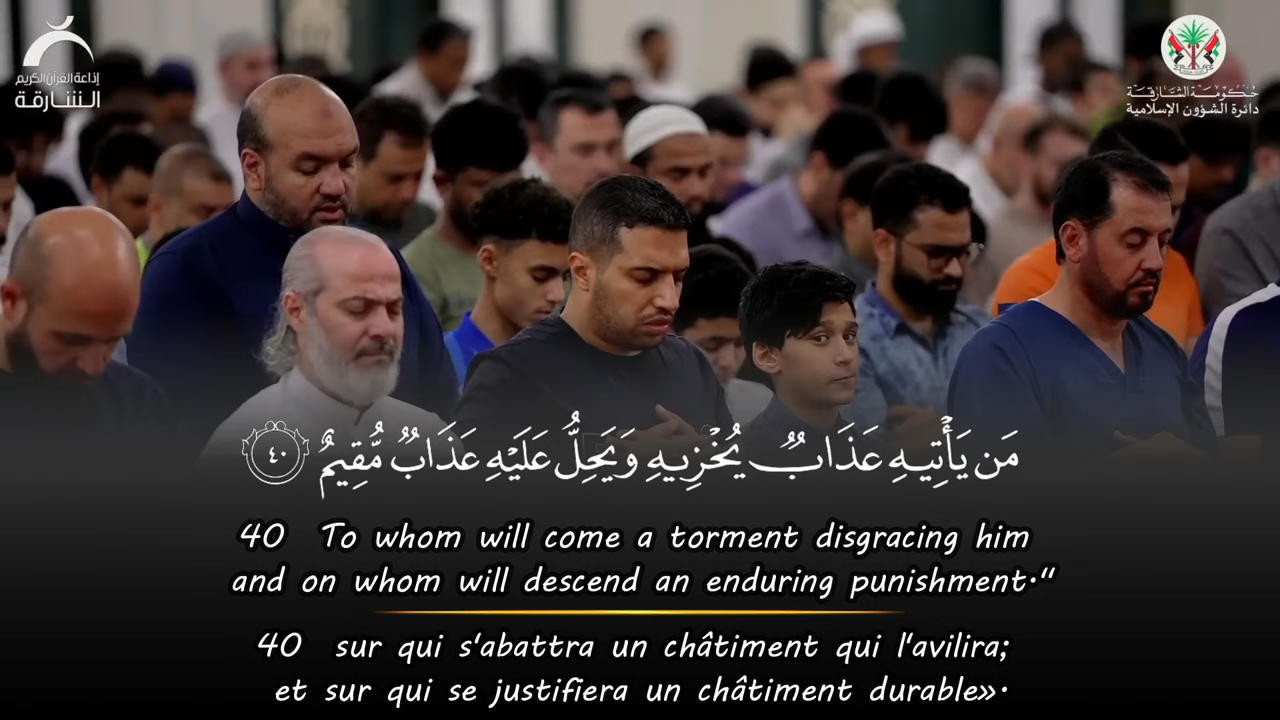 إذاعة القرآن الكريم
الشارقة
حكومة الشارقة
دائرة الشؤون الإسلامية
مَن يَأْتِيهِ عَذَابٌ يُخْزِيهِ وَيَحِلُّ عَلَيْهِ عَذَابٌ مُّقِيمٌ ٤٠
40 To whom will come a torment disgracing him
and on whom will descend an enduring punishment."
40 sur qui s'abattra un châtiment qui l'avilira;
et sur qui se justifiera un châtiment durable».